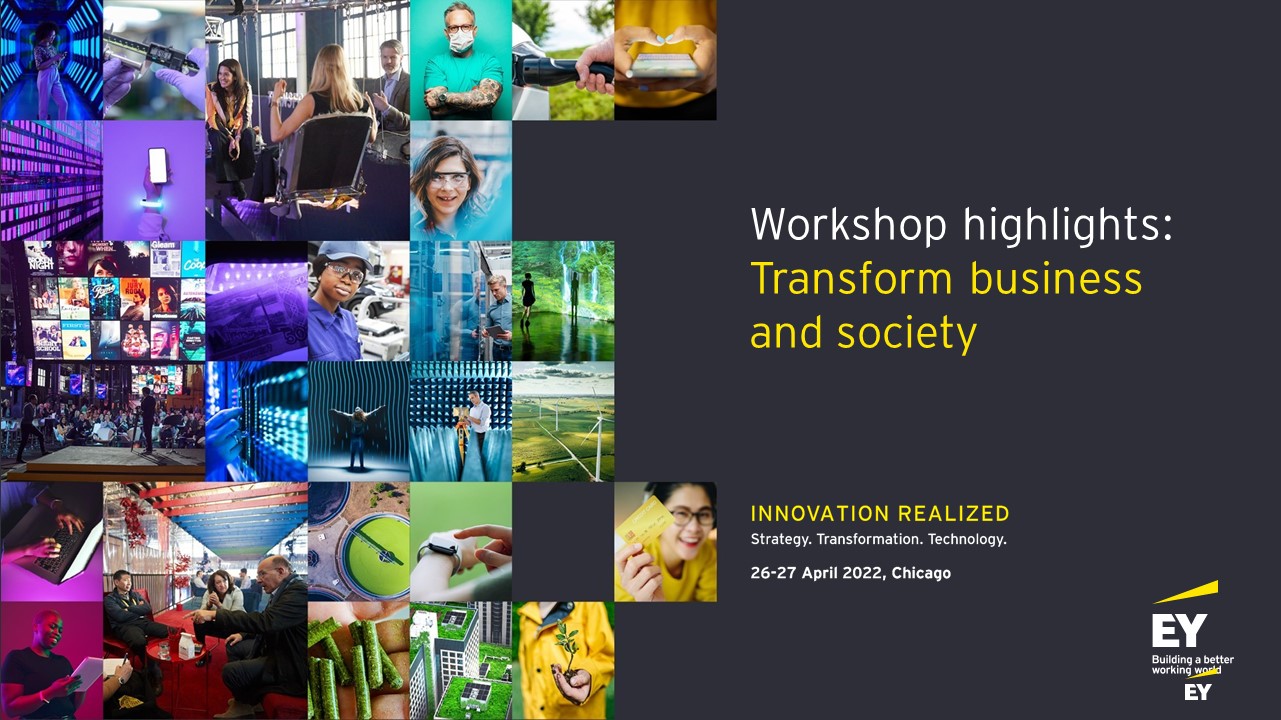 Workshop highlights:
Transform business
and society
INNOVATION REALIZED
Strategy. Transformation. Technology.
26-27 April 2022, Chicago
EY
Building a better
working world
EY